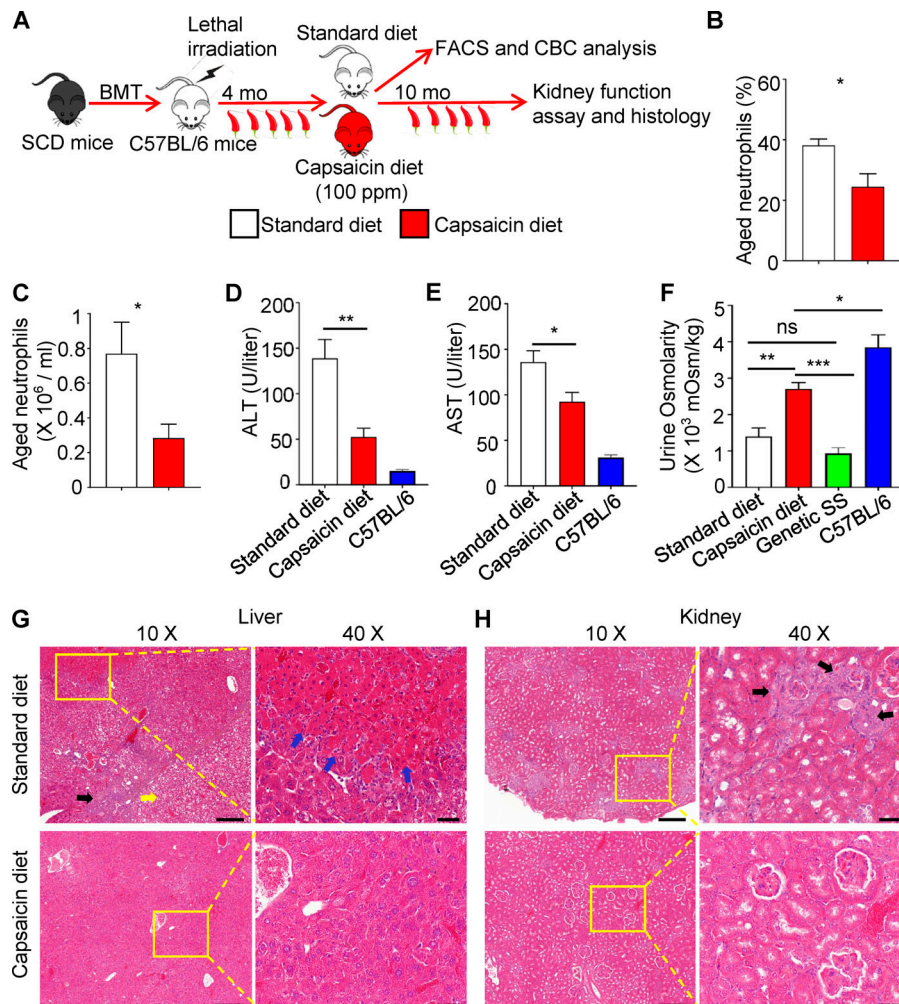 A
Lethal
irradiation
BMT
SCD mice
C57BL/6 mice
4 mo
Standard diet
Capsaicin diet
(100 ppm)
10 mo
FACS and CBC analysis
Kidney function
assay and histology
Standard diet
Capsaicin diet
B
Aged neutrophils (%)
60
40
20
0
*
C
Aged neutrophils
(X 10⁶ / ml)
1
0.8
0.6
0.4
0.2
0
*
D
ALT (U/liter)
200
150
100
50
0
**
Standard diet
Capsaicin diet
C57BL/6
E
AST (U/liter)
200
150
100
50
0
*
Standard diet
Capsaicin diet
C57BL/6
F
Urine Osmolarity
(X 10³ mOsm/kg)
5
4
3
2
1
0
*
ns
**
***
Standard diet
Capsaicin diet
Genetic SS
C57BL/6
G
Liver
10 X
40 X
Standard diet
Capsaicin diet
H
Kidney
10 X
40 X